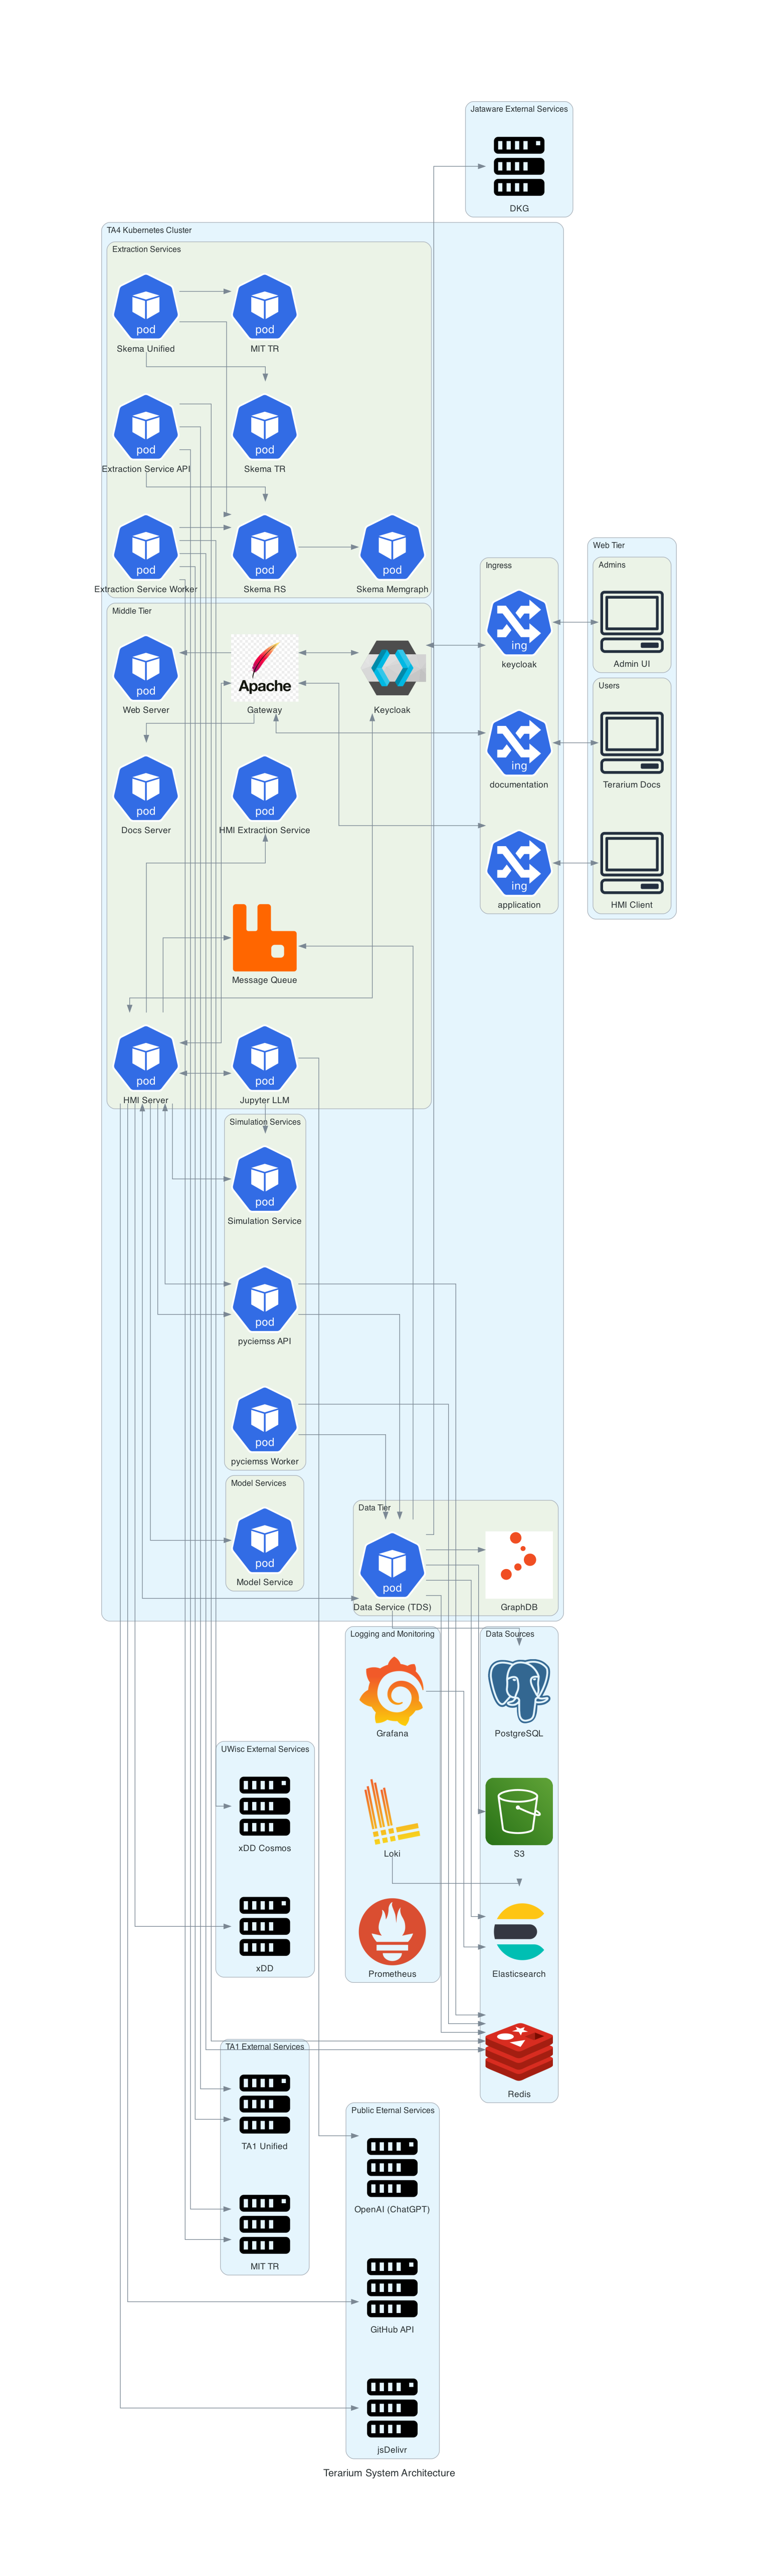 Jataware External Services
DKG
TA4 Kubernetes Cluster
Extraction Services
pod
Skema Unified
pod
MIT TR
pod
Extraction Service API
pod
Skema TR
pod
Extraction Service Worker
pod
Skema RS
pod
Skema Memgraph
Ingress
ing
keycloak
ing
documentation
ing
application
Web Tier
Admins
Admin UI
Users
Terarium Docs
HMI Client
Middle Tier
pod
Web Server
Apache
Gateway
Keycloak
pod
Docs Server
pod
HMI Extraction Service
Message Queue
pod
HMI Server
pod
Jupyter LLM
Simulation Services
pod
Simulation Service
pod
pyciemss API
pod
pyciemss Worker
Model Services
pod
Model Service
Data Tier
pod
Data Service (TDS)
GraphDB
Logging and Monitoring
Grafana
Loki
Prometheus
Data Sources
PostgreSQL
S3
Elasticsearch
Redis
UWisc External Services
xDD Cosmos
xDD
TA1 External Services
TA1 Unified
MIT TR
Public Eternal Services
OpenAI (ChatGPT)
GitHub API
jsDelivr
Terarium System Architecture